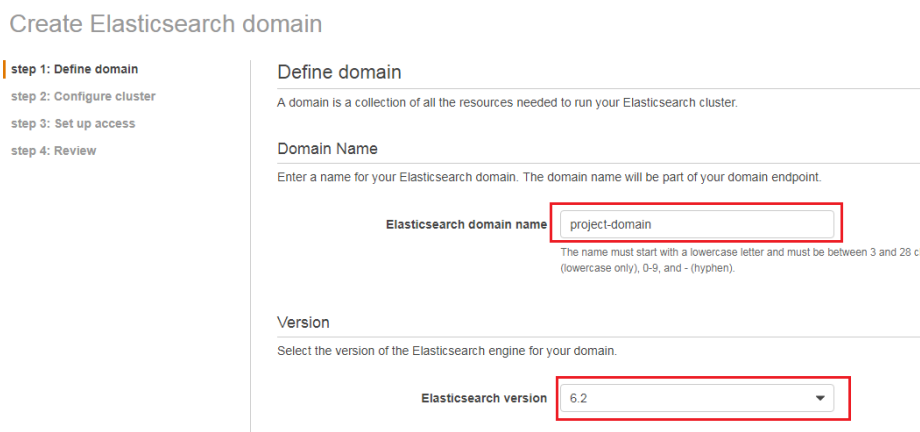 Create Elasticsearch domain
step 1: Define domain
step 2: Configure cluster
step 3: Set up access
step 4: Review
Define domain
A domain is a collection of all the resources needed to run your Elasticsearch cluster.
Domain Name
Enter a name for your Elasticsearch domain. The domain name will be part of your domain endpoint.
Elasticsearch domain name
project-domain
The name must start with a lowercase letter and must be between 3 and 28 c
(lowercase only), 0-9, and - (hyphen).
Version
Select the version of the Elasticsearch engine for your domain.
Elasticsearch version
6.2